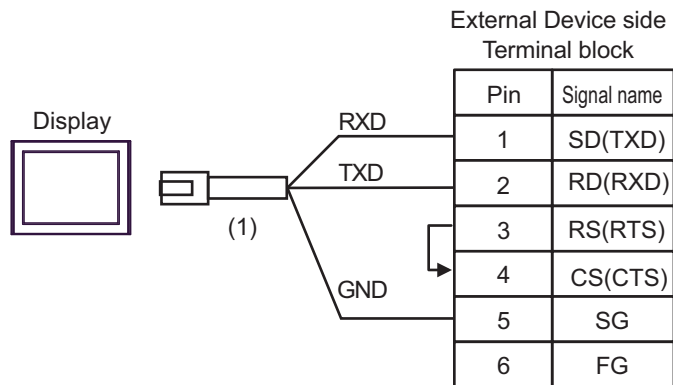 External Device side
Terminal block
Pin Signal name
Display
RXD
1 SD(TXD)
TXD
2 RD(RXD)
(1)
3 RS(RTS)
4 CS(CTS)
GND
5 SG
6 FG